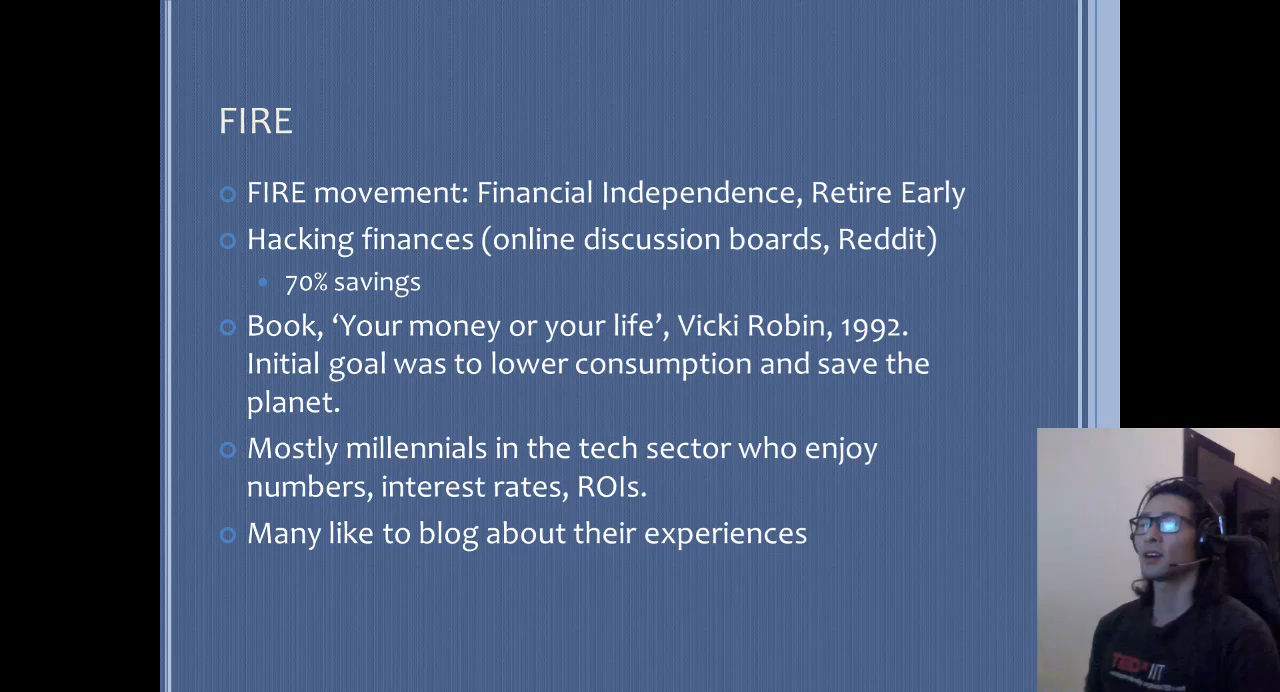 FIRE
FIRE movement: Financial Independence, Retire Early
Hacking finances (online discussion boards, Reddit)
70% savings
Book, ‘Your money or your life’, Vicki Robin, 1992.
Initial goal was to lower consumption and save the
planet.
Mostly millennials in the tech sector who enjoy
numbers, interest rates, ROIs.
Many like to blog about their experiences
TEDx IIT